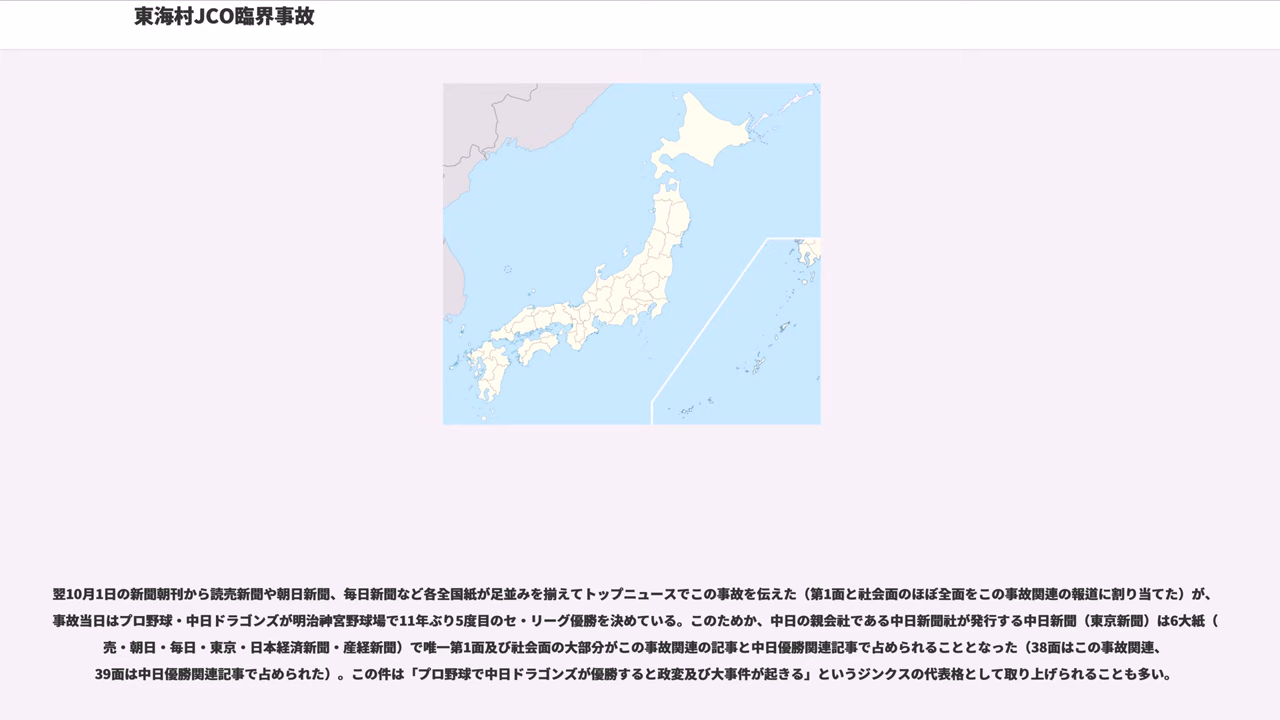 東海村JCO臨界事故
翌10月1日の新聞朝刊から読売新聞や朝日新聞、毎日新聞など各全国紙が足並みを揃えてトップニュースでこの事故を伝えた（第1面と社会面のほぼ全面をこの事故関連の報道に割り当てた）が、
事故当日はプロ野球・中日ドラゴンズが明治神宮野球場で11年ぶり5度目のセ・リーグ優勝を決めている。このためか、中日の親会社である中日新聞社が発行する中日新聞（東京新聞）は6大紙（
売・朝日・毎日・東京・日本経済新聞・産経新聞）で唯一第1面及び社会面の大部分がこの事故関連の記事と中日優勝関連記事で占められることとなった（38面はこの事故関連、
39面は中日優勝関連記事で占められた）。この件は「プロ野球で中日ドラゴンズが優勝すると政変及び大事件が起きる」というジンクスの代表格として取り上げられることも多い。